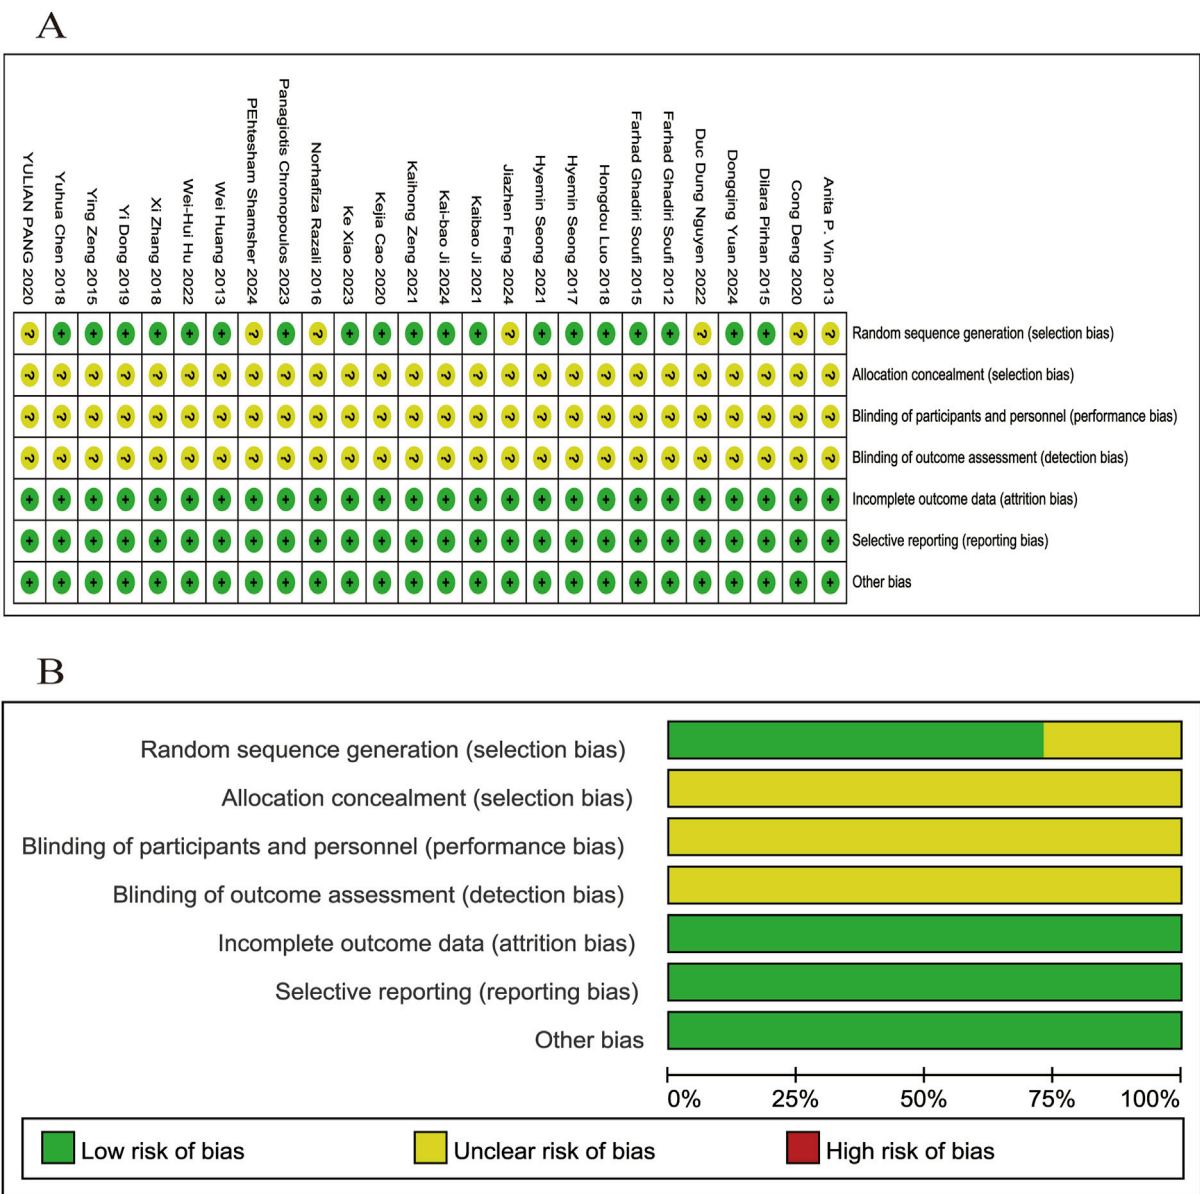 A
YULIAN PANG 2020
Yuhua Chen 2018
Ying Zeng 2015
Yi Dong 2019
Xi Zhang 2018
Wei-Hui Hu 2022
Wei Huang 2013
PEhtesham Shamsher 2024
Panagiotis Chronopoulos 2023
Norhafiza Razali 2016
Ke Xiao 2023
Kejia Cao 2020
Kaihong Zeng 2021
Kai-bao Ji 2024
Kaibao Ji 2021
Jiazhen Feng 2024
Hyemin Seong 2021
Hyemin Seong 2017
Hongdou Luo 2018
Farhad Ghadiri Soufi 2015
Farhad Ghadiri Soufi 2012
Duc Dung Nguyen 2022
Dongqing Yuan 2024
Dilara Pirhan 2015
Cong Deng 2020
Anita P. Vin 2013
? + + + + + + ? + ? + + + + + ? + + + + + ? + + ? ? Random sequence generation (selection bias)
? ? ? ? ? ? ? ? ? ? ? ? ? ? ? ? ? ? ? ? ? ? ? ? ? ? Allocation concealment (selection bias)
? ? ? ? ? ? ? ? ? ? ? ? ? ? ? ? ? ? ? ? ? ? ? ? ? ? Blinding of participants and personnel (performance bias)
? ? ? ? ? ? ? ? ? ? ? ? ? ? ? ? ? ? ? ? ? ? ? ? ? ? Blinding of outcome assessment (detection bias)
+ + + + + + + + + + + + + + + + + + + + + + + + + + Incomplete outcome data (attrition bias)
+ + + + + + + + + + + + + + + + + + + + + + + + + + Selective reporting (reporting bias)
+ + + + + + + + + + + + + + + + + + + + + + + + + + Other bias
B
Random sequence generation (selection bias)
Allocation concealment (selection bias)
Blinding of participants and personnel (performance bias)
Blinding of outcome assessment (detection bias)
Incomplete outcome data (attrition bias)
Selective reporting (reporting bias)
Other bias
0% 25% 50% 75% 100%
Low risk of bias Unclear risk of bias High risk of bias